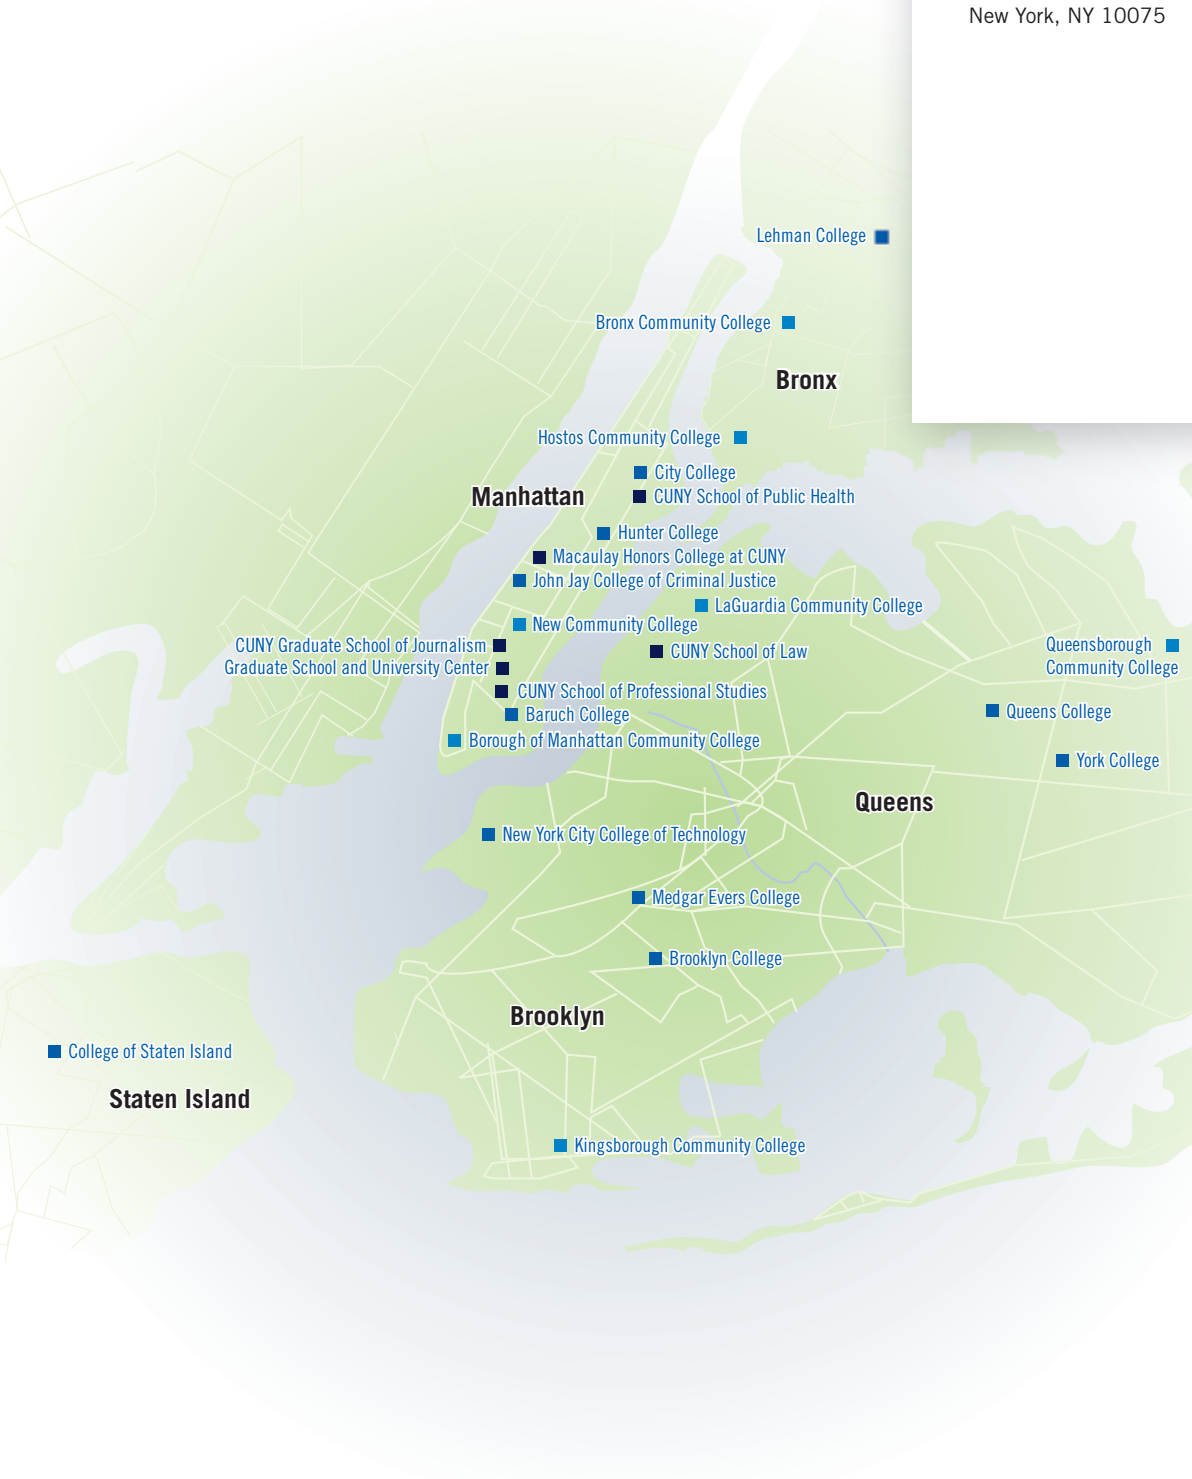 New York, NY 10075
Lehman College
Bronx Community College
Bronx
Hostos Community College
City College
Manhattan
CUNY School of Public Health
Hunter College
Macaulay Honors College at CUNY
John Jay College of Criminal Justice
LaGuardia Community College
New Community College
CUNY Graduate School of Journalism
CUNY School of Law
Queensborough
Community College
Graduate School and University Center
CUNY School of Professional Studies
Queens College
Baruch College
Borough of Manhattan Community College
York College
Queens
New York City College of Technology
Medgar Evers College
Brooklyn College
Brooklyn
College of Staten Island
Staten Island
Kingsborough Community College